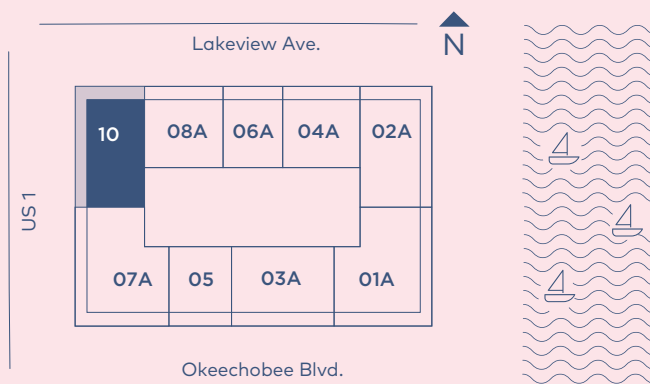 Lakeview Ave.
N
10
08A
06A
04A
02A
US 1
07A
05
03A
01A
Okeechobee Blvd.